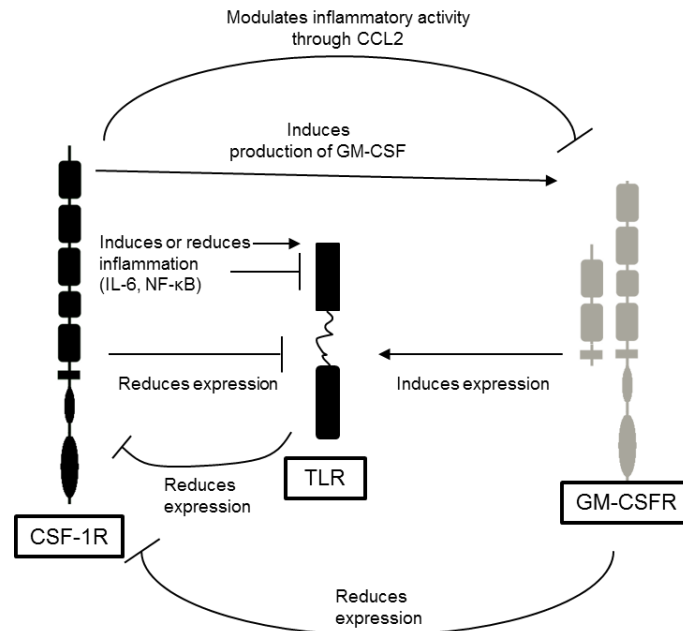 Modulates inflammatory activity
through CCL2
Induces
production of GM-CSF
Induces or reduces
inflammation
(IL-6, NF-κB)
Reduces expression
Induces expression
Reduces
expression
TLR
CSF-1R
GM-CSFR
Reduces
expression